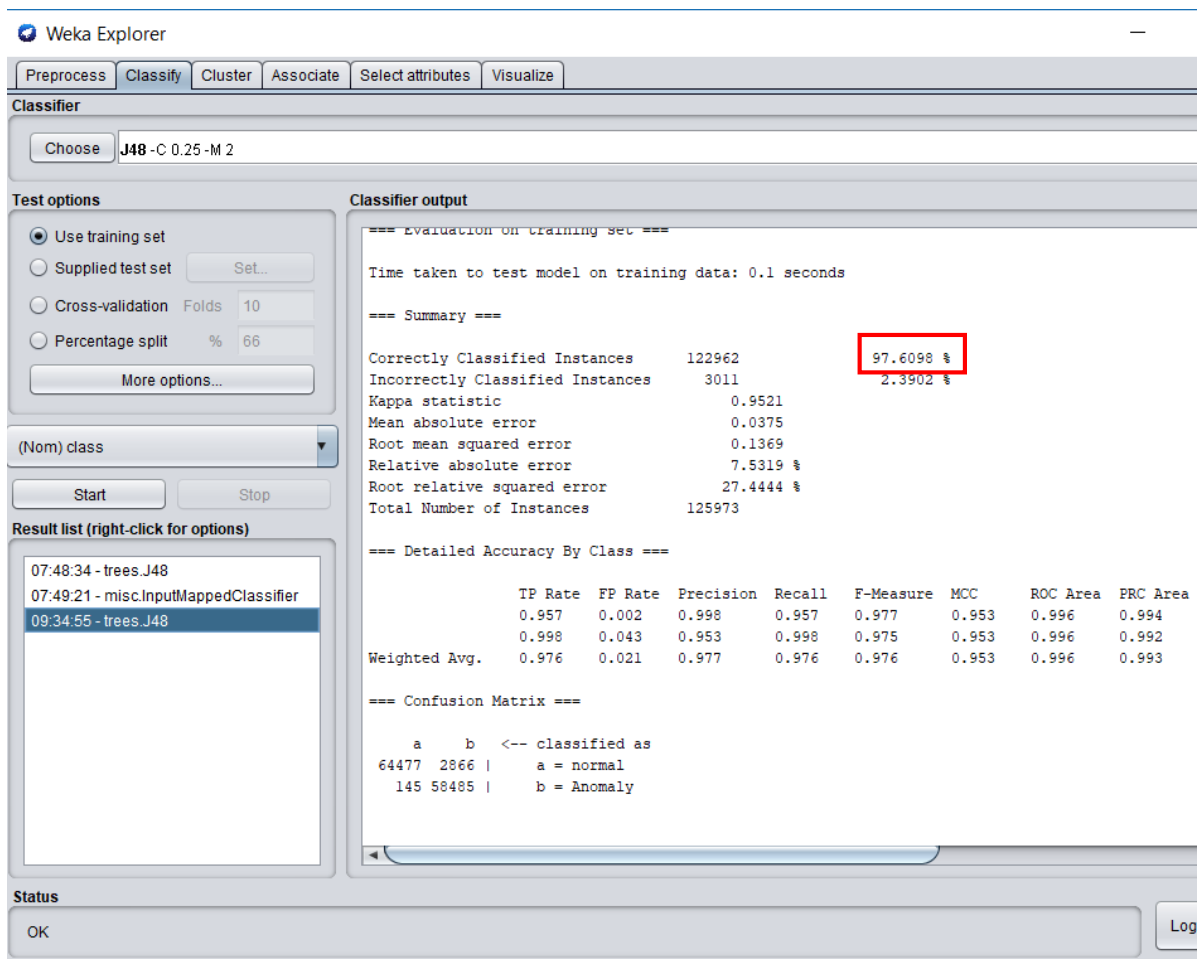 Weka Explorer
Preprocess Classify Cluster Associate Select attributes Visualize
Classifier
Choose J48 -C 0.25 -M 2
Test options
Use training set
Supplied test set Set...
Cross-validation Folds 10
Percentage split % 66
More options...
(Nom) class
Start Stop
Result list (right-click for options)
07:48:34 - trees.J48
07:49:21 - misc.InputMappedClassifier
09:34:55 - trees.J48
Classifier output
=== Evaluation on training set ===
Time taken to test model on training data: 0.1 seconds
=== Summary ===
Correctly Classified Instances 122962 97.6098 %
Incorrectly Classified Instances 3011 2.3902 %
Kappa statistic 0.9521
Mean absolute error 0.0375
Root mean squared error 0.1369
Relative absolute error 7.5319 %
Root relative squared error 27.4444 %
Total Number of Instances 125973
=== Detailed Accuracy By Class ===
TP Rate FP Rate Precision Recall F-Measure MCC ROC Area PRC Area
0.957 0.002 0.998 0.957 0.977 0.953 0.996 0.994
0.998 0.043 0.953 0.998 0.975 0.953 0.996 0.992
Weighted Avg. 0.976 0.021 0.977 0.976 0.976 0.953 0.996 0.993
=== Confusion Matrix ===
a b <-- classified as
64477 2866 | a = normal
145 58485 | b = Anomaly
Status
OK
Log